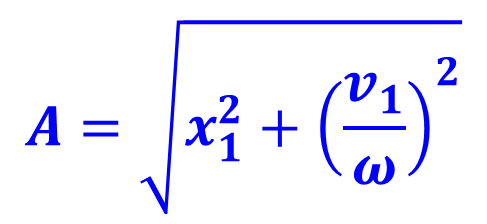 A = √(x₁² + (v₁/ω)²)